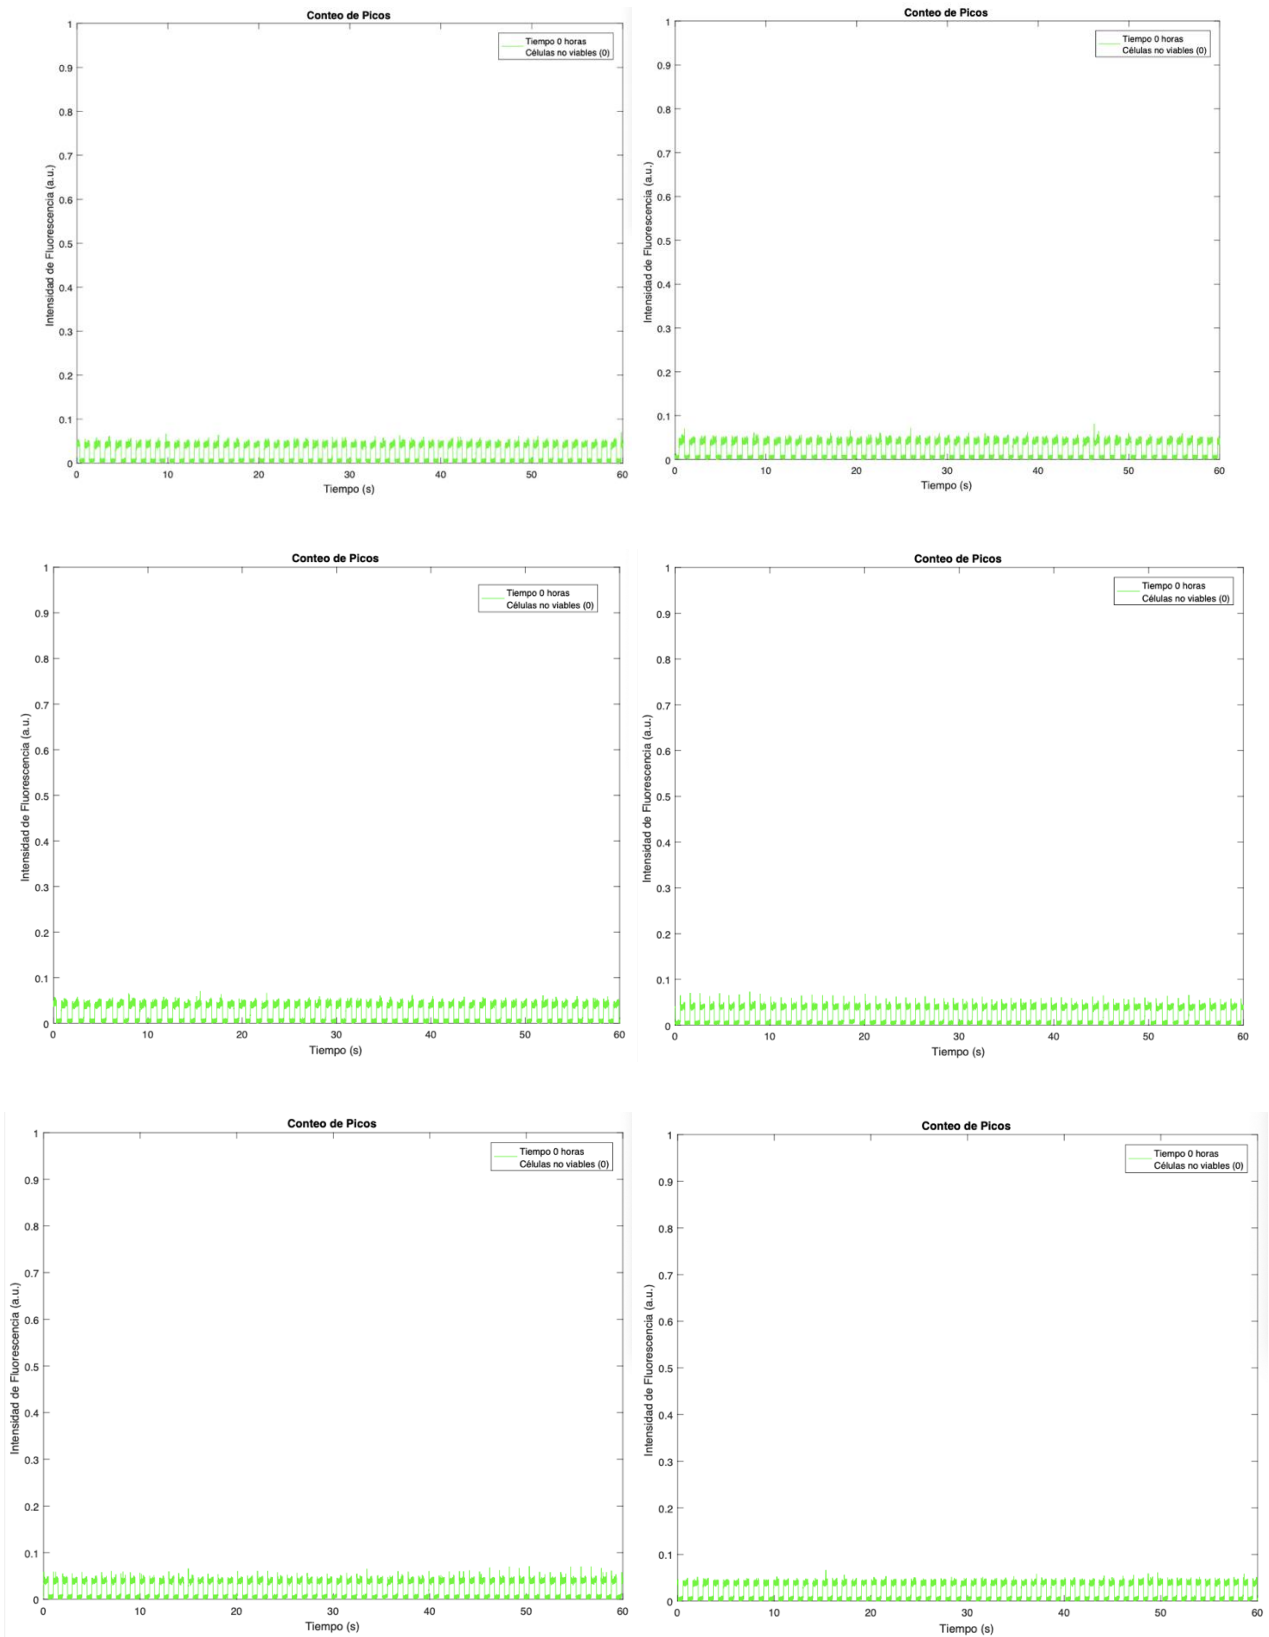 Conteo de Picos
Tiempo 0 horas
Células no viables (0)
Intensidad de Fluorescencia (a.u.)
1
0.9
0.8
0.7
0.6
0.5
0.4
0.3
0.2
0.1
0
0 10 20 30 40 50 60
Tiempo (s)
Conteo de Picos
Tiempo 0 horas
Células no viables (0)
Intensidad de Fluorescencia (a.u.)
1
0.9
0.8
0.7
0.6
0.5
0.4
0.3
0.2
0.1
0
0 10 20 30 40 50 60
Tiempo (s)
Conteo de Picos
Tiempo 0 horas
Células no viables (0)
Intensidad de Fluorescencia (a.u.)
1
0.9
0.8
0.7
0.6
0.5
0.4
0.3
0.2
0.1
0
0 10 20 30 40 50 60
Tiempo (s)
Conteo de Picos
Tiempo 0 horas
Células no viables (0)
Intensidad de Fluorescencia (a.u.)
1
0.9
0.8
0.7
0.6
0.5
0.4
0.3
0.2
0.1
0
0 10 20 30 40 50 60
Tiempo (s)
Conteo de Picos
Tiempo 0 horas
Células no viables (0)
Intensidad de Fluorescencia (a.u.)
1
0.9
0.8
0.7
0.6
0.5
0.4
0.3
0.2
0.1
0
0 10 20 30 40 50 60
Tiempo (s)
Conteo de Picos
Tiempo 0 horas
Células no viables (0)
Intensidad de Fluorescencia (a.u.)
1
0.9
0.8
0.7
0.6
0.5
0.4
0.3
0.2
0.1
0
0 10 20 30 40 50 60
Tiempo (s)